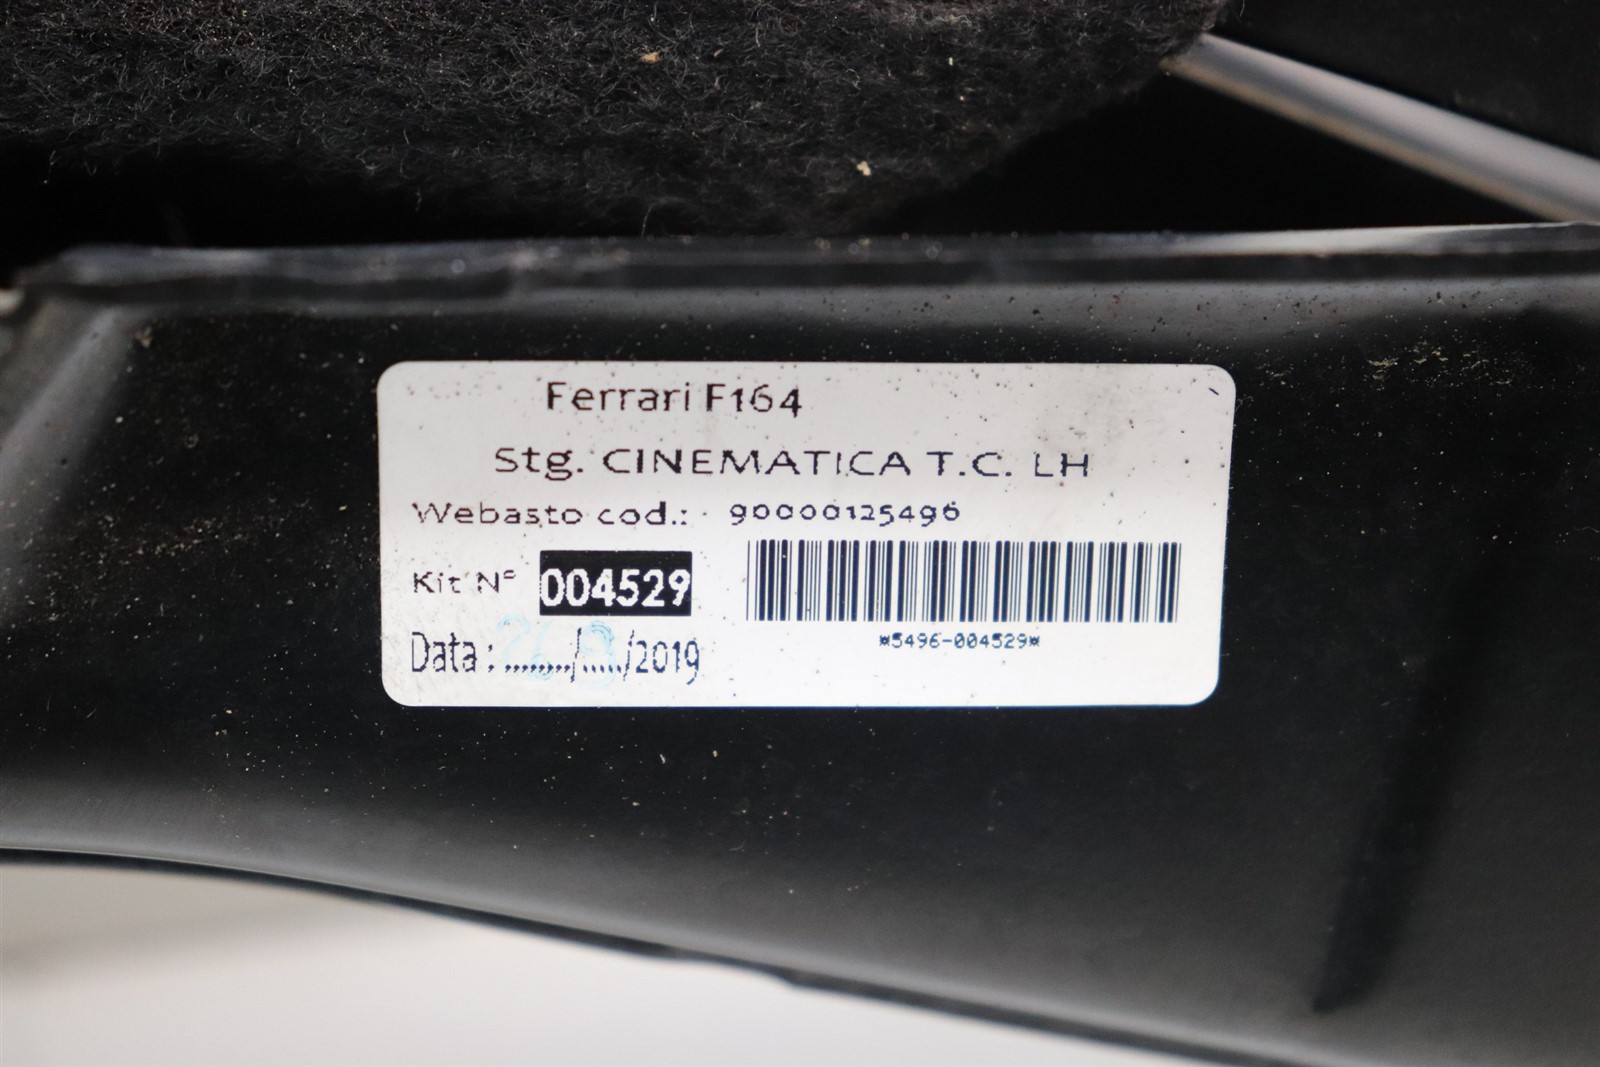 Ferrari F164
Stg. CINEMATICA T.C. LH
Webasto cod.: 90000125496
Kit N° 004529
*5496-004529*
Data : ........./...../2019